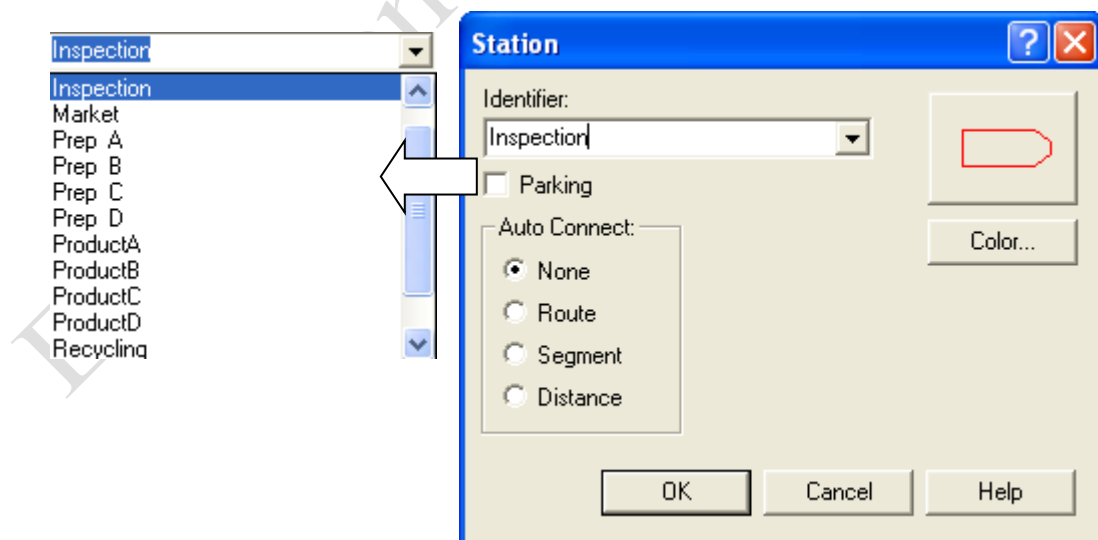 Inspection
Inspection
Market
Prep A
Prep B
Prep C
Prep D
ProductA
ProductB
ProductC
ProductD
Recycling
Station
Identifier:
Inspection
Parking
Auto Connect:
None
Route
Segment
Distance
Color...
OK
Cancel
Help